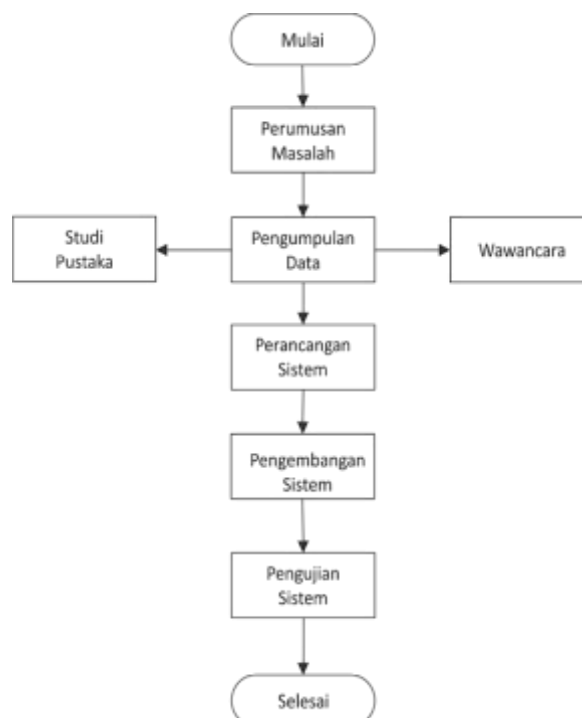 Mulai
Perumusan
Masalah
Studi
Pustaka
Pengumpulan
Data
Wawancara
Perancangan
Sistem
Pengembangan
Sistem
Pengujian
Sistem
Selesai